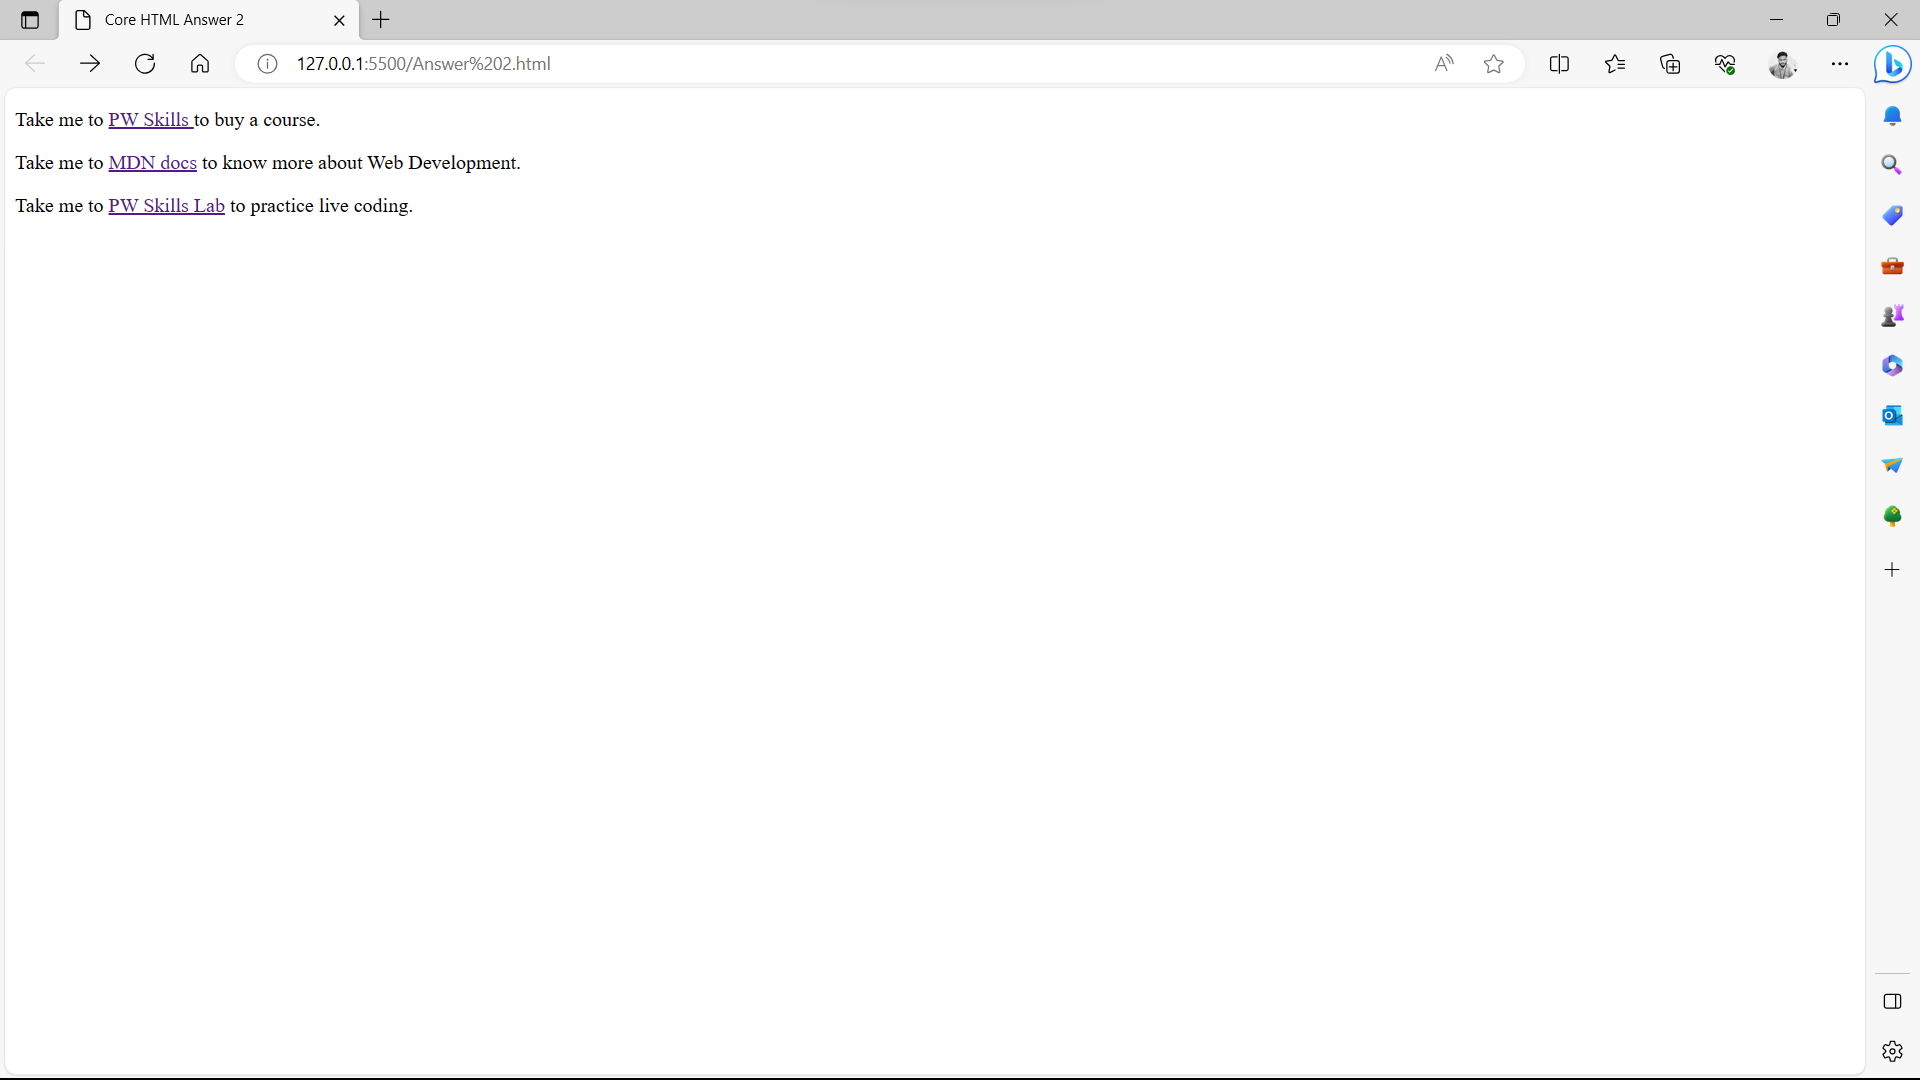 Core HTML Answer 2
127.0.0.1:5500/Answer%202.html
Take me to PW Skills to buy a course.
Take me to MDN docs to know more about Web Development.
Take me to PW Skills Lab to practice live coding.